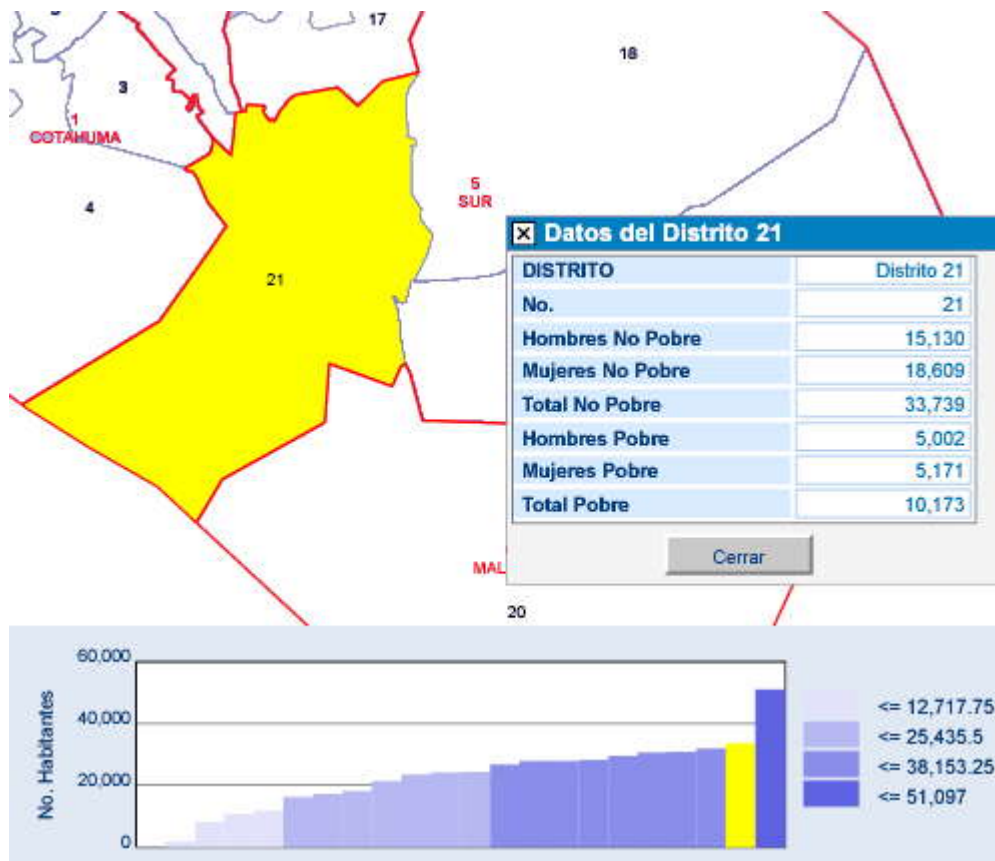 17
18
3
1
COTAHUMA
4
5
SUR
21
Datos del Distrito 21
DISTRITO Distrito 21
No. 21
Hombres No Pobre 15,130
Mujeres No Pobre 18,609
Total No Pobre 33,739
Hombres Pobre 5,002
Mujeres Pobre 5,171
Total Pobre 10,173
Cerrar
MAL
20
60,000
40,000
20,000
0
No. Habitantes
<= 12,717.75
<= 25,435.5
<= 38,153.25
<= 51,097